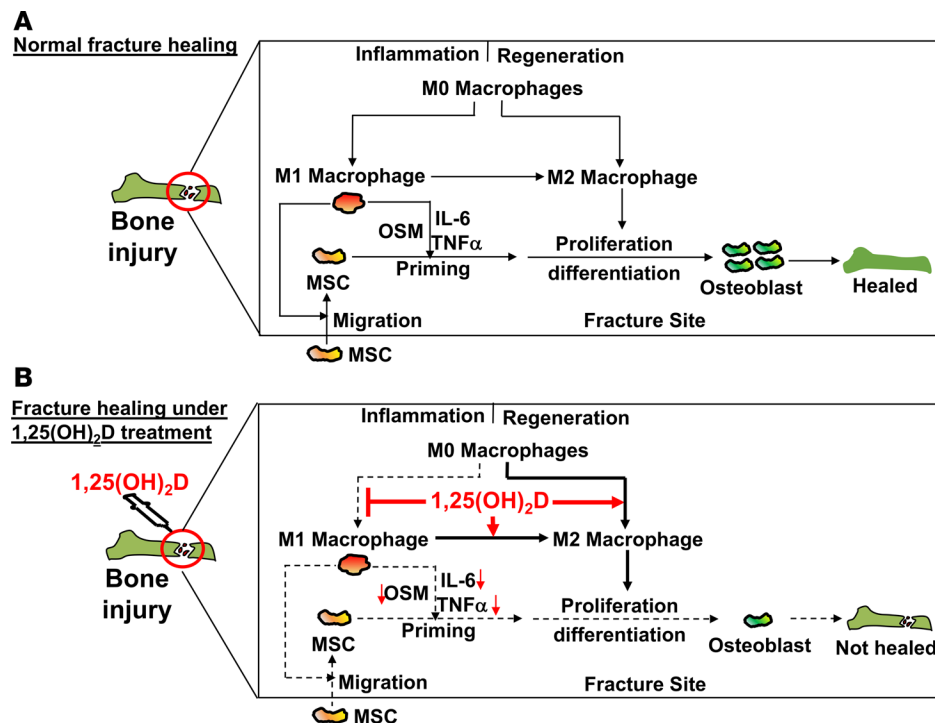 A
Normal fracture healing
Inflammation Regeneration
M0 Macrophages
M1 Macrophage M2 Macrophage
IL-6
OSM
TNFα
Proliferation
Priming
differentiation
MSC
Osteoblast Healed
Migration Fracture Site
MSC
Bone
injury
B
Fracture healing under
1,25(OH)2D treatment
Inflammation Regeneration
M0 Macrophages
1,25(OH)2D
1,25(OH)2D
M1 Macrophage M2 Macrophage
IL-6
OSM
TNFα
Proliferation
Priming
differentiation
MSC
Osteoblast Not healed
Migration Fracture Site
MSC
Bone
injury